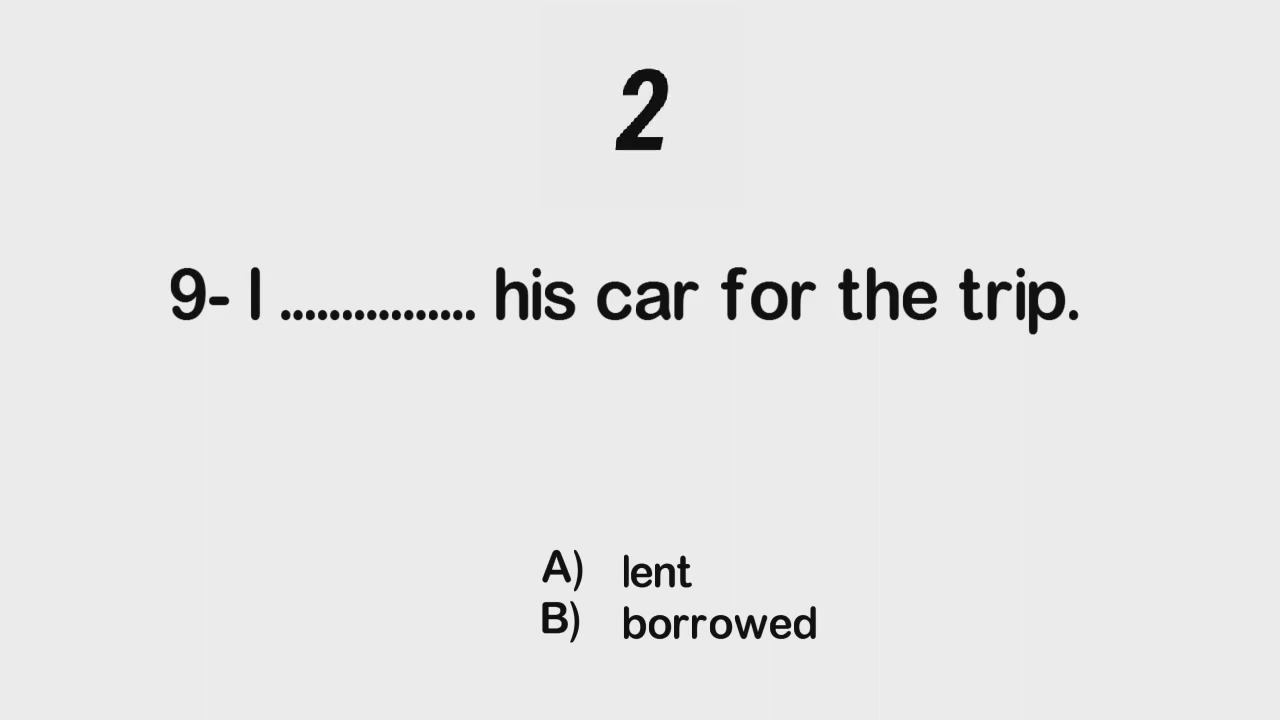 2
9- I ................ his car for the trip.
A) lent
B) borrowed